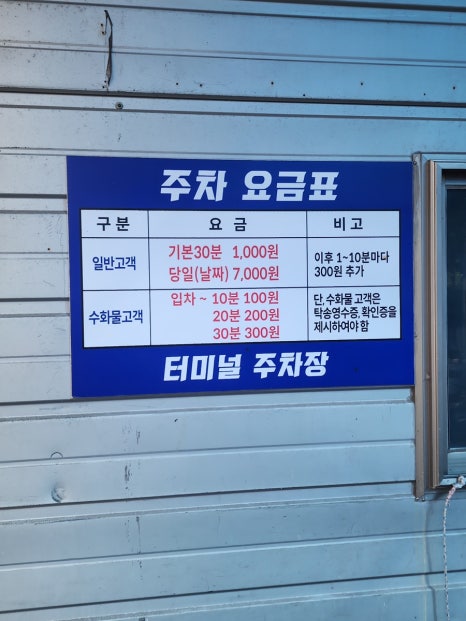 주차 요금표
구분 요금 비고
일반고객 기본30분 1,000원 이후 1~10분마다
당일(날짜) 7,000원 300원 추가
수화물고객 입차 ~ 10분 100원 단, 수화물 고객은
20분 200원 탁송영수증, 확인증을
30분 300원 제시하여야 함
터미널 주차장